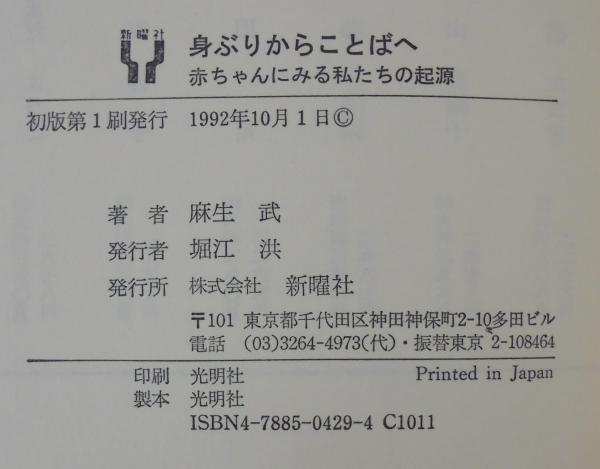 新曜社
身ぶりからことばへ
赤ちゃんにみる私たちの起源
初版第1刷発行 1992年10月1日©
著者 麻生 武
発行者 堀江 洪
発行所 株式会社 新曜社
〒101 東京都千代田区神田神保町2-10多田ビル
電話 (03)3264-4973(代)・振替東京 2-108464
印刷 光明社 Printed in Japan
製本 光明社
ISBN4-7885-0429-4 C1011